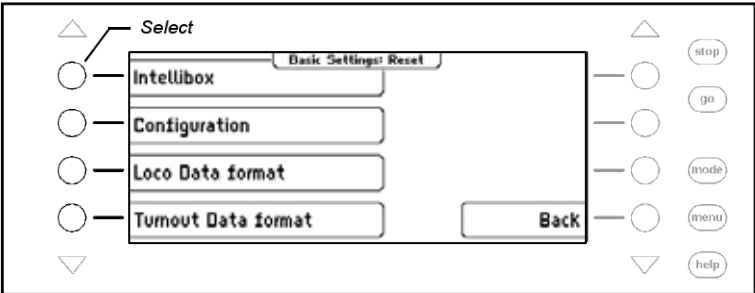 Select
Basic Settings: Reset
Intellibox
Configuration
Loco Data format
Turnout Data format
Back
stop
go
mode
menu
help